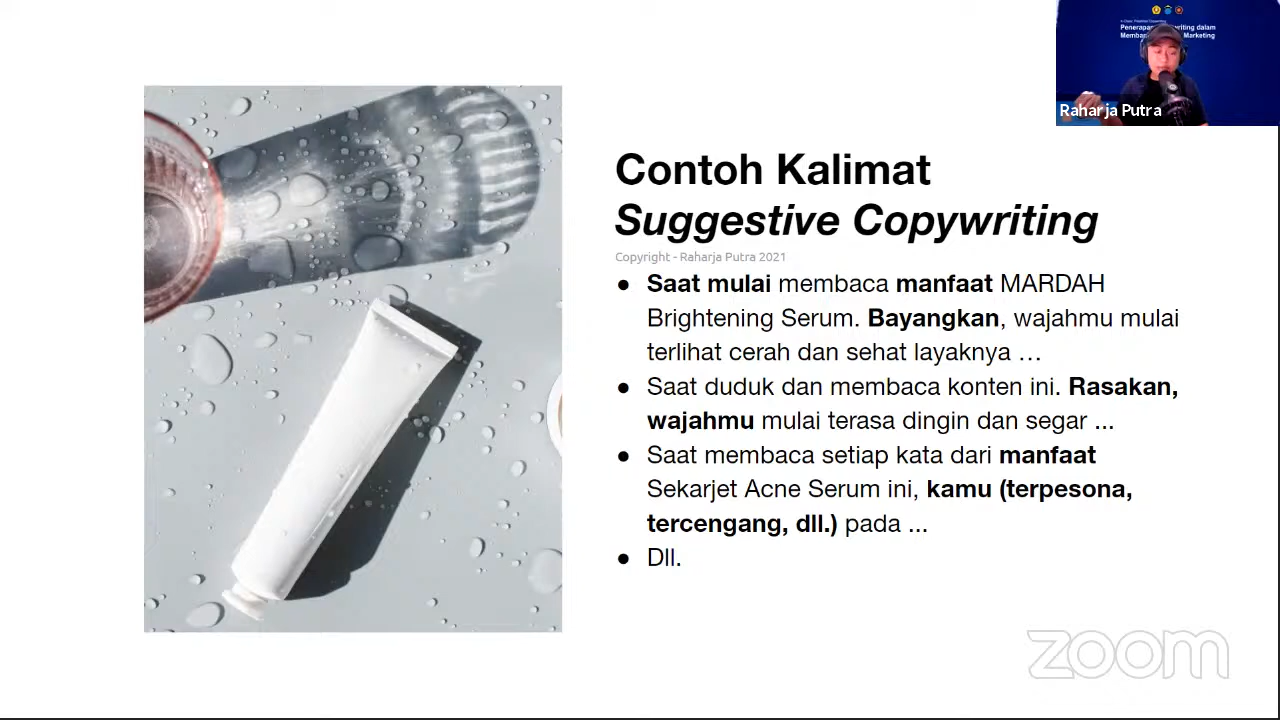 Raharja Putra
Contoh Kalimat
Suggestive Copywriting
Copyright - Raharja Putra 2021
● Saat mulai membaca manfaat MARDAH
Brightening Serum. Bayangkan, wajahmu mulai
terlihat cerah dan sehat layaknya …
● Saat duduk dan membaca konten ini. Rasakan,
wajahmu mulai terasa dingin dan segar ...
● Saat membaca setiap kata dari manfaat
Sekarjet Acne Serum ini, kamu (terpesona,
tercengang, dll.) pada ...
● Dll.
zoom